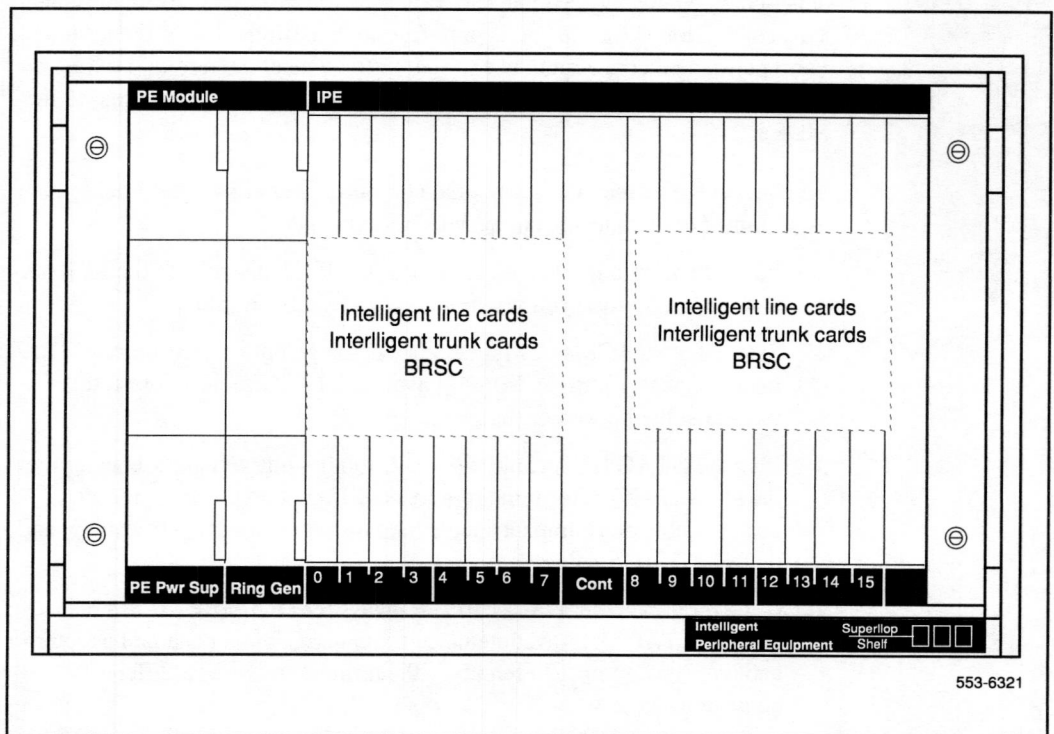 PE Module IPE
Intelligent line cards
Interlligent trunk cards
BRSC
Intelligent line cards
Interlligent trunk cards
BRSC
PE Pwr Sup Ring Gen 0 1 2 3 4 5 6 7 Cont 8 9 10 11 12 13 14 15
Intelligent
Peripheral Equipment
Superllop
Shelf
553-6321